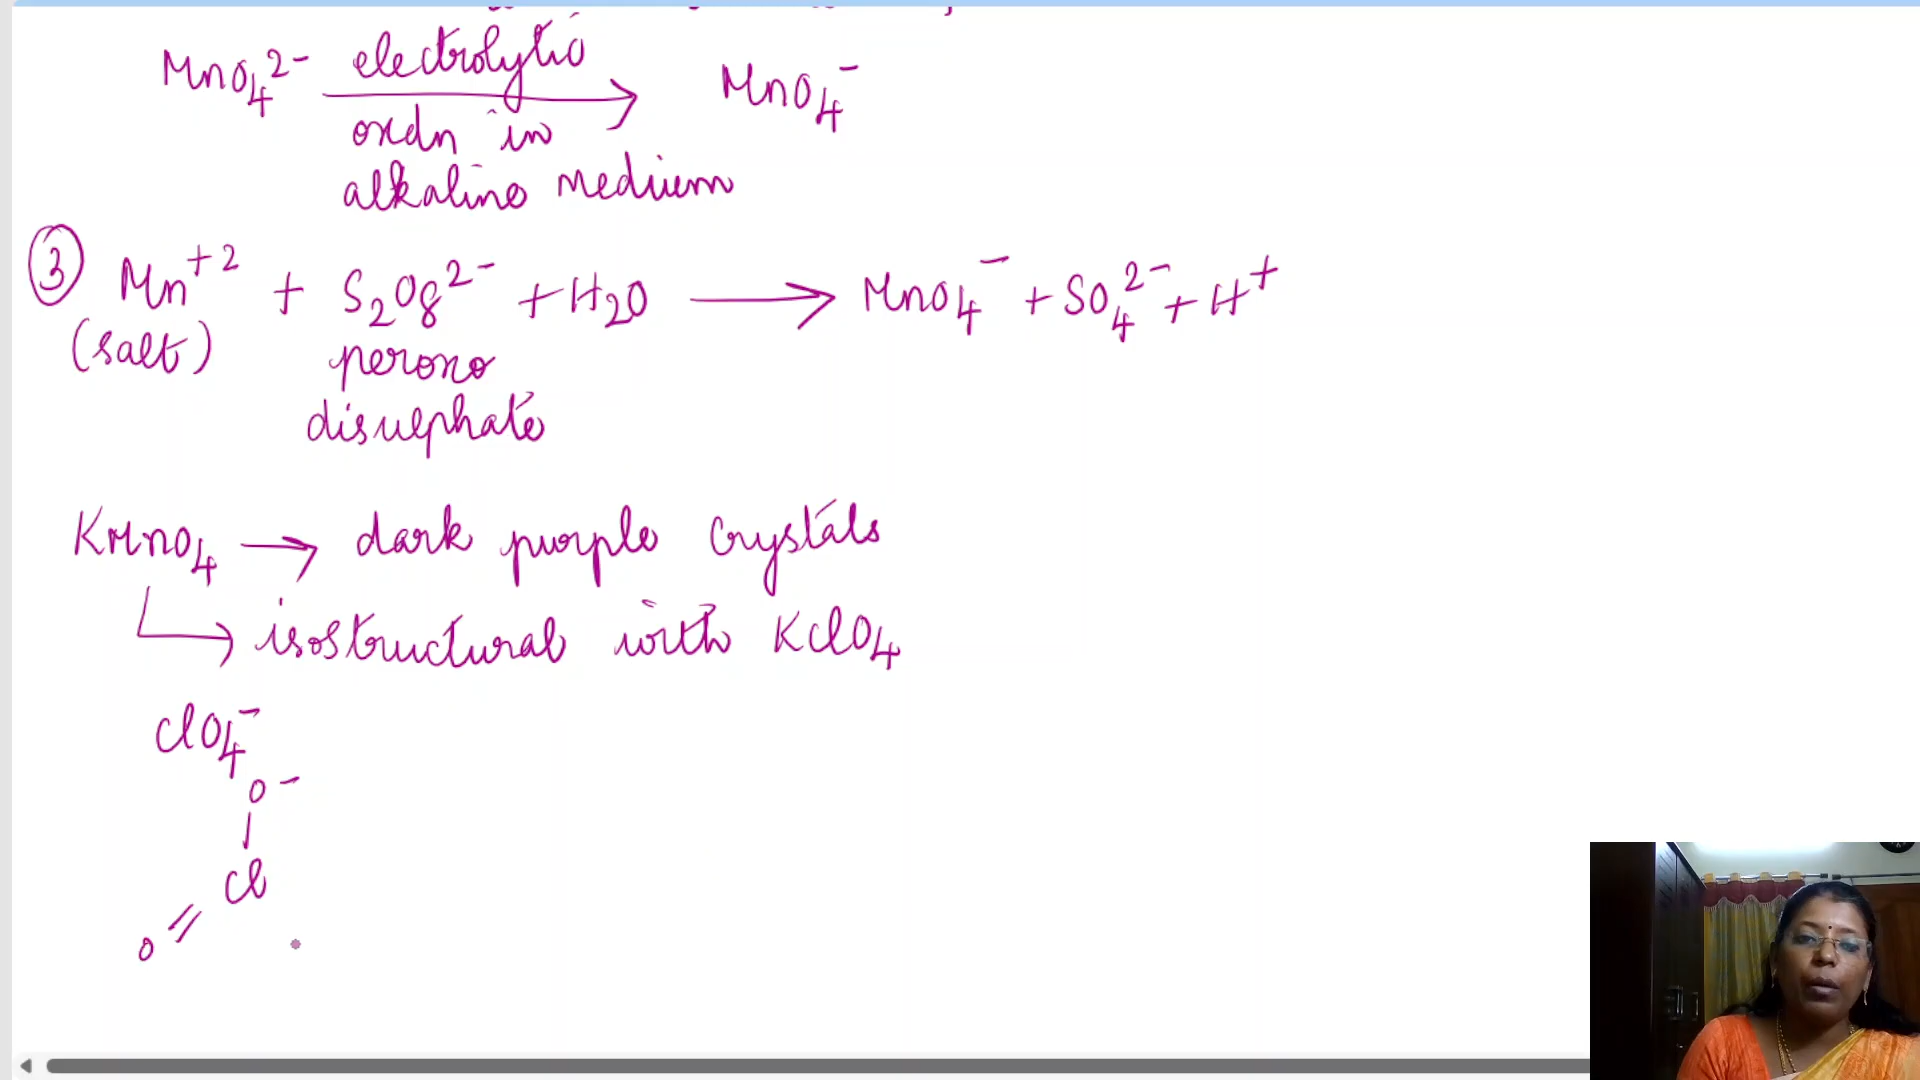 MnO4 2- electrolytic MnO4 -
oxdn in
alkaline medium
③ Mn+2 + S2O8 2- + H2O → MnO4 - + SO4 2- + H+
(salt) peroxo
disulphate
KMnO4 → dark purple crystals
↳ isostructural with KClO4
ClO4 -
O -
|
Cl
O =